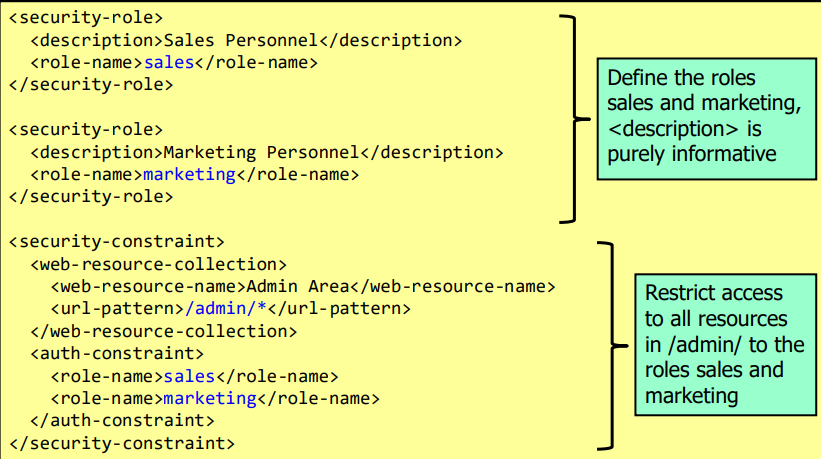 <security-role>
<description>Sales Personnel</description>
<role-name>sales</role-name>
</security-role>
<security-role>
<description>Marketing Personnel</description>
<role-name>marketing</role-name>
</security-role>
Define the roles
sales and marketing,
<description> is
purely informative
<security-constraint>
<web-resource-collection>
<web-resource-name>Admin Area</web-resource-name>
<url-pattern>/admin/*</url-pattern>
</web-resource-collection>
<auth-constraint>
<role-name>sales</role-name>
<role-name>marketing</role-name>
</auth-constraint>
</security-constraint>
Restrict access
to all resources
in /admin/ to the
roles sales and
marketing